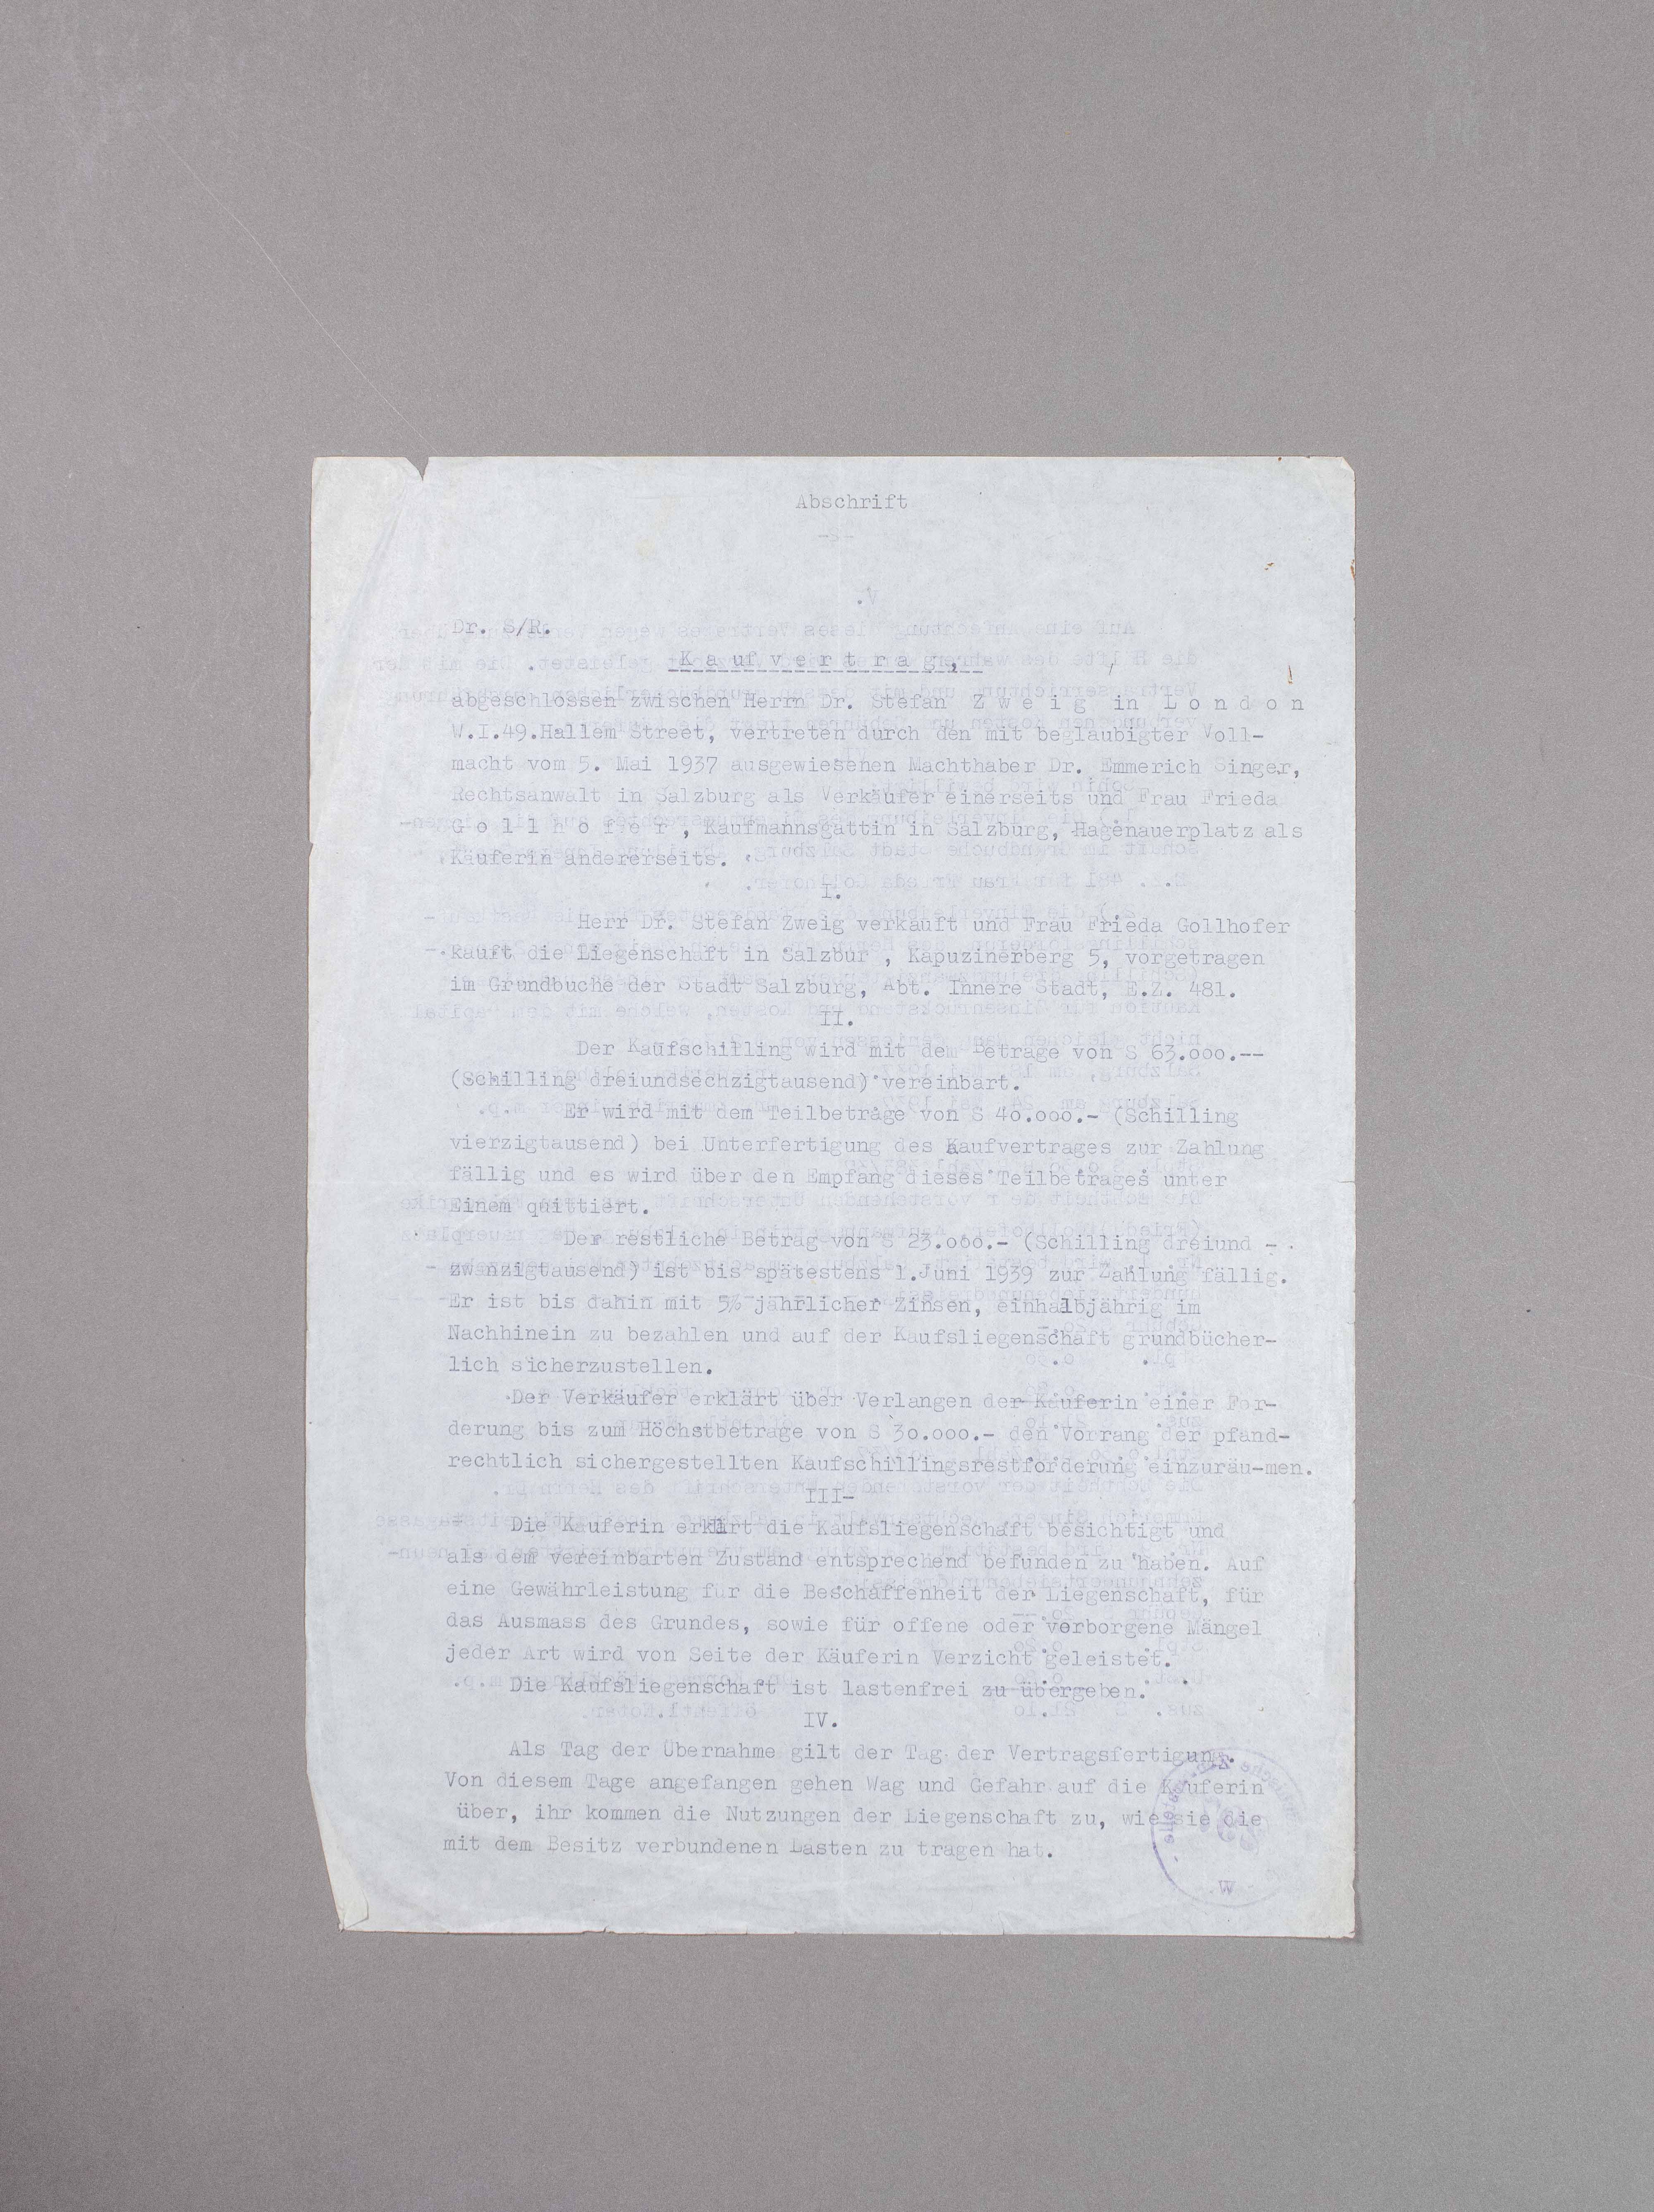 Abschrift
Dr. S/R.
K a u f v e r t r a g ,
abgeschlossen zwischen Herrn Dr. Stefan Z w e i g in L o n d o n
W.I.49.Hallem Street, vertreten durch den mit beglaubigter Voll-
macht vom 5. Mai 1937 ausgewiesenen Machthaber Dr. Emmerich Singer,
Rechtsanwalt in Salzburg als Verkäufer einerseits und Frau Frieda
G o l l h o f e r , Kaufmannsgattin in Salzburg, Hagenauerplatz als
Käuferin andererseits.
I.
Herr Dr. Stefan Zweig verkauft und Frau Frieda Gollhofer
kauft die Liegenschaft in Salzbur , Kapuzinerberg 5, vorgetragen
im Grundbuche der Stadt Salzburg, Abt. Innere Stadt, E.Z. 481.
II.
Der Kaufschilling wird mit dem Betrage von S 63.000.--
(Schilling dreiundsechzigtausend) vereinbart.
Er wird mit dem Teilbetrage von S 40.000.- (Schilling
vierzigtausend) bei Unterfertigung des Kaufvertrages zur Zahlung
fällig und es wird über den Empfang dieses Teilbetrages unter
Einem quittiert.
Der restliche Betrag von S 23.000.- (Schilling dreiund -
zwanzigtausend) ist bis spätestens 1.Juni 1939 zur Zahlung fällig.
Er ist bis dahin mit 5% jährlicher Zinsen, einhalbjährig im
Nachhinein zu bezahlen und auf der Kaufsliegenschaft grundbücher-
lich sicherzustellen.
Der Verkäufer erklärt über Verlangen der Käuferin einer For-
derung bis zum Höchstbetrage von S 30.000.- den Vorrang der pfand-
rechtlich sichergestellten Kaufschillingsrestforderung einzuräu-men.
III-
Die Käuferin erklärt die Kaufsliegenschaft besichtigt und
als dem vereinbarten Zustand entsprechend befunden zu haben. Auf
eine Gewährleistung für die Beschaffenheit der Liegenschaft, für
das Ausmass des Grundes, sowie für offene oder verborgene Mängel
jeder Art wird von Seite der Käuferin Verzicht geleistet.
Die Kaufsliegenschaft ist lastenfrei zu übergeben.
IV.
Als Tag der Übernahme gilt der Tag der Vertragsfertigung.
Von diesem Tage angefangen gehen Wag und Gefahr auf die Käuferin
über, ihr kommen die Nutzungen der Liegenschaft zu, wie sie die
mit dem Besitz verbundenen Lasten zu tragen hat.